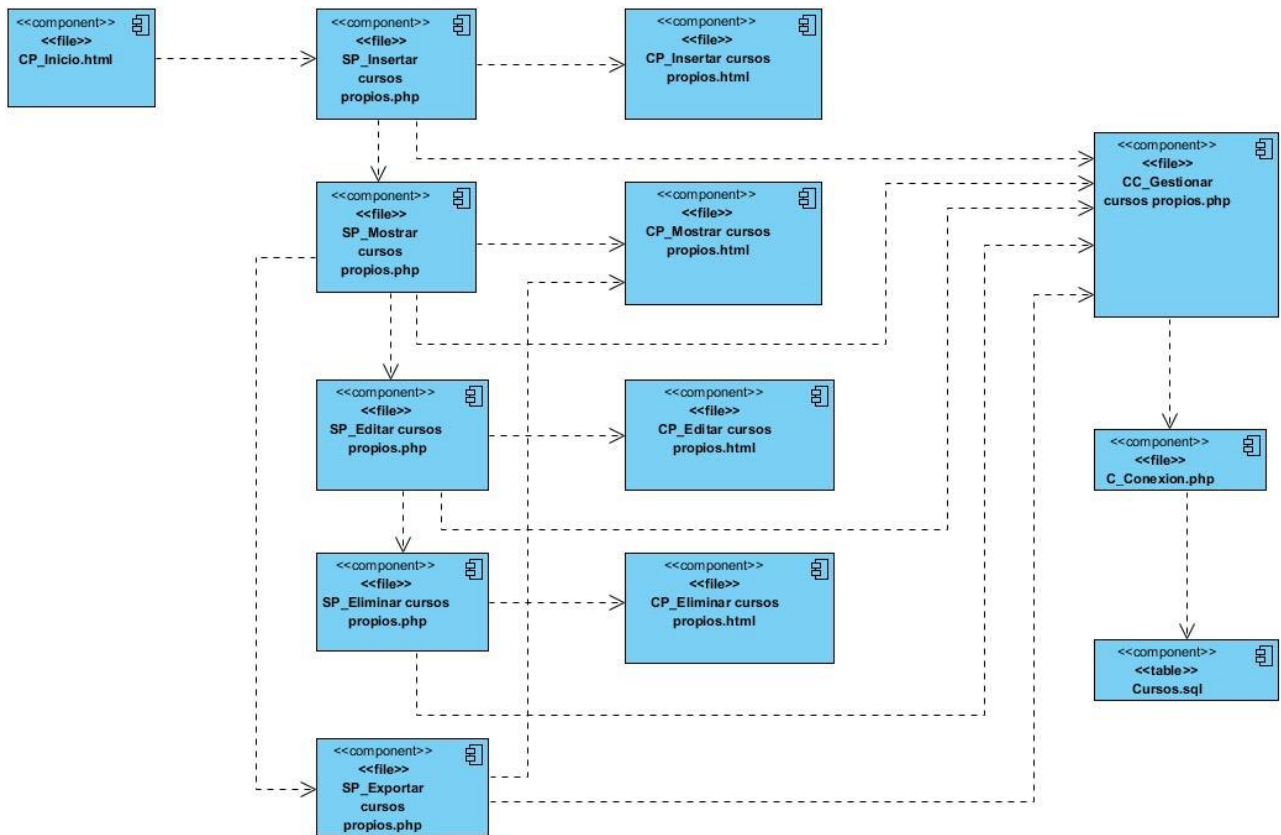 <<component>>
<<file>>
CP_Inicio.html
<<component>>
<<file>>
SP_Insertar
cursos
propios.php
<<component>>
<<file>>
CP_Insertar cursos
propios.html
<<component>>
<<file>>
CC_Gestionar
cursos propios.php
<<component>>
<<file>>
SP_Mostrar
cursos
propios.php
<<component>>
<<file>>
CP_Mostrar cursos
propios.html
<<component>>
<<file>>
SP_Editar cursos
propios.php
<<component>>
<<file>>
CP_Editar cursos
propios.html
<<component>>
<<file>>
C_Conexion.php
<<component>>
<<file>>
SP_Eliminar cursos
propios.php
<<component>>
<<file>>
CP_Eliminar cursos
propios.html
<<component>>
<<table>>
Cursos.sql
<<component>>
<<file>>
SP_Exportar
cursos
propios.php